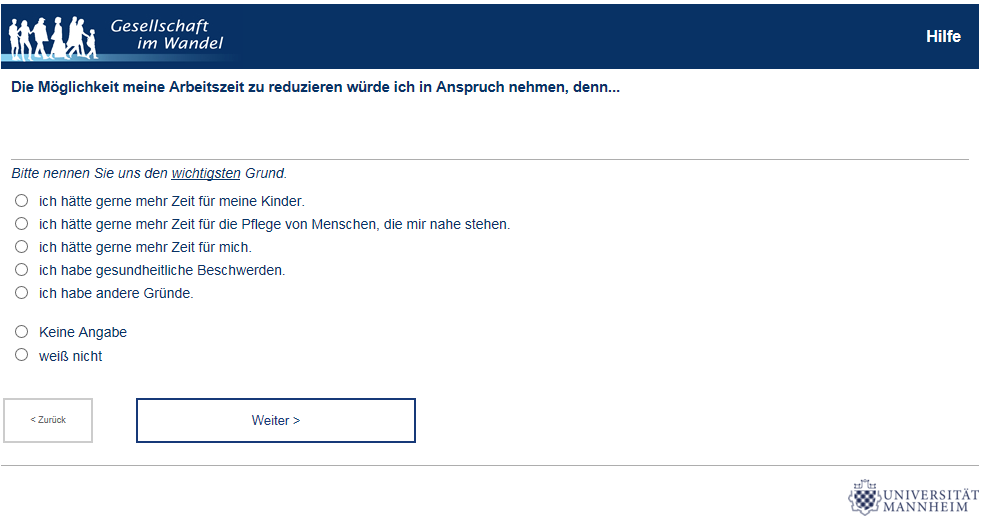 Gesellschaft
im Wandel
Hilfe
Die Möglichkeit meine Arbeitszeit zu reduzieren würde ich in Anspruch nehmen, denn...
Bitte nennen Sie uns den wichtigsten Grund.
ich hätte gerne mehr Zeit für meine Kinder.
ich hätte gerne mehr Zeit für die Pflege von Menschen, die mir nahe stehen.
ich hätte gerne mehr Zeit für mich.
ich habe gesundheitliche Beschwerden.
ich habe andere Gründe.
Keine Angabe
weiß nicht
< Zurück
Weiter >
UNIVERSITÄT
MANNHEIM